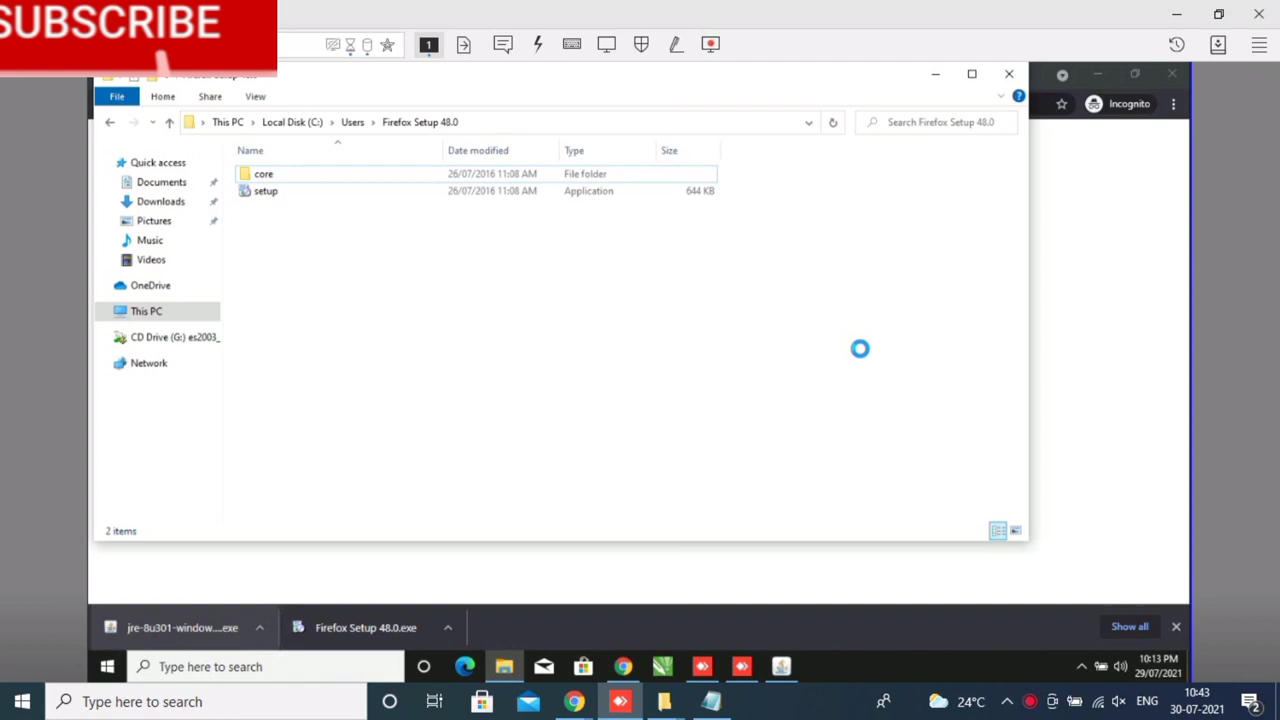 SUBSCRIBE
1
File
Home
Share
View
Incognito
This PC
Local Disk (C:)
Users
Firefox Setup 48.0
Search Firefox Setup 48.0
Name
Date modified
Type
Size
Quick access
core
26/07/2016 11:08 AM
File folder
Documents
setup
26/07/2016 11:08 AM
Application
644 KB
Downloads
Pictures
Music
Videos
OneDrive
This PC
CD Drive (G:) es2003_
Network
2 items
jre-8u301-window....exe
Firefox Setup 48.0.exe
Show all
Type here to search
10:13 PM
29/07/2021
Type here to search
24°C
ENG
10:43
30-07-2021
2